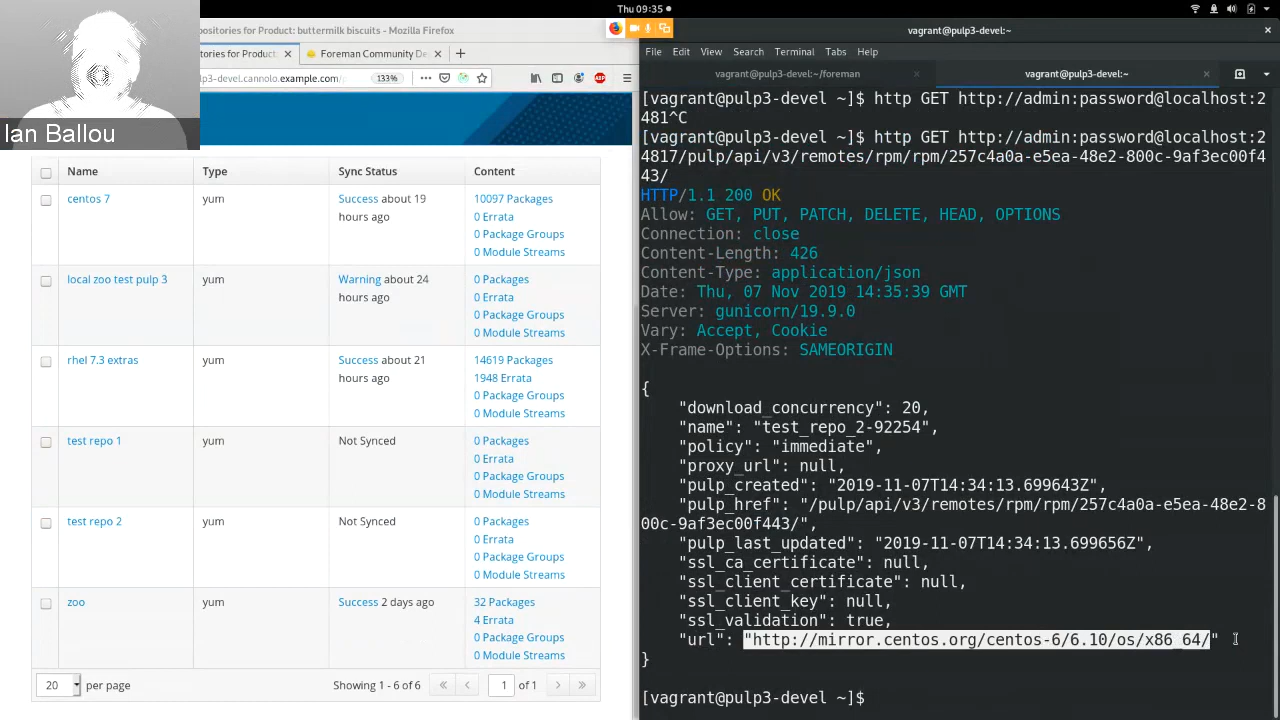 Thu 09:35
ositories for Product: buttermilk biscuits - Mozilla Firefox
tories for Product:
Foreman Community De
lp3-devel.cannolo.example.com/
133%
ABP
Ian Ballou
Name
Type
Sync Status
Content
centos 7
yum
Success about 19
hours ago
10097 Packages
0 Errata
0 Package Groups
0 Module Streams
local zoo test pulp 3
yum
Warning about 24
hours ago
0 Packages
0 Errata
0 Package Groups
0 Module Streams
rhel 7.3 extras
yum
Success about 21
hours ago
14619 Packages
1948 Errata
0 Package Groups
0 Module Streams
test repo 1
yum
Not Synced
0 Packages
0 Errata
0 Package Groups
0 Module Streams
test repo 2
yum
Not Synced
0 Packages
0 Errata
0 Package Groups
0 Module Streams
zoo
yum
Success 2 days ago
32 Packages
4 Errata
0 Package Groups
0 Module Streams
20
per page
Showing 1 - 6 of 6
1
of 1
vagrant@pulp3-devel:~
File Edit View Search Terminal Tabs Help
vagrant@pulp3-devel:~/foreman
vagrant@pulp3-devel:~
[vagrant@pulp3-devel ~]$ http GET http://admin:password@localhost:2
481^C
[vagrant@pulp3-devel ~]$ http GET http://admin:password@localhost:2
4817/pulp/api/v3/remotes/rpm/rpm/257c4a0a-e5ea-48e2-800c-9af3ec00f4
43/
HTTP/1.1 200 OK
Allow: GET, PUT, PATCH, DELETE, HEAD, OPTIONS
Connection: close
Content-Length: 426
Content-Type: application/json
Date: Thu, 07 Nov 2019 14:35:39 GMT
Server: gunicorn/19.9.0
Vary: Accept, Cookie
X-Frame-Options: SAMEORIGIN
{
"download_concurrency": 20,
"name": "test_repo_2-92254",
"policy": "immediate",
"proxy_url": null,
"pulp_created": "2019-11-07T14:34:13.699643Z",
"pulp_href": "/pulp/api/v3/remotes/rpm/rpm/257c4a0a-e5ea-48e2-8
00c-9af3ec00f443/",
"pulp_last_updated": "2019-11-07T14:34:13.699656Z",
"ssl_ca_certificate": null,
"ssl_client_certificate": null,
"ssl_client_key": null,
"ssl_validation": true,
"url": "http://mirror.centos.org/centos-6/6.10/os/x86_64/"
}
[vagrant@pulp3-devel ~]$